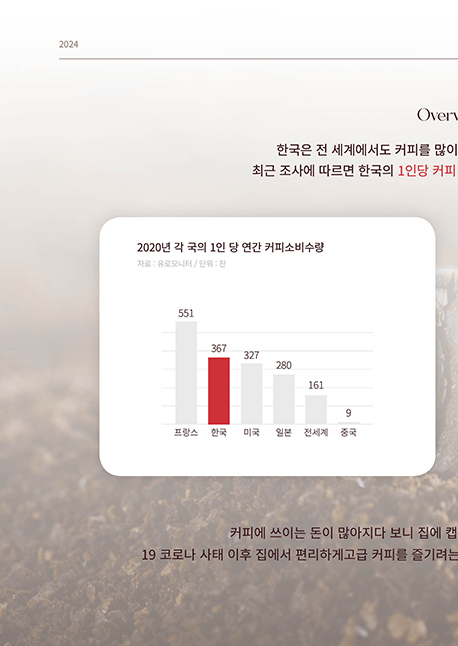 2024
Overv
한국은 전 세계에서도 커피를 많이
최근 조사에 따르면 한국의 1인당 커피
2020년 각 국의 1인 당 연간 커피소비수량
자료 : 유로모니터 / 단위 : 잔
551
367
327
280
161
9
프랑스 한국 미국 일본 전세계 중국
커피에 쓰이는 돈이 많아지다 보니 집에 캡
19 코로나 사태 이후 집에서 편리하게고급 커피를 즐기려는